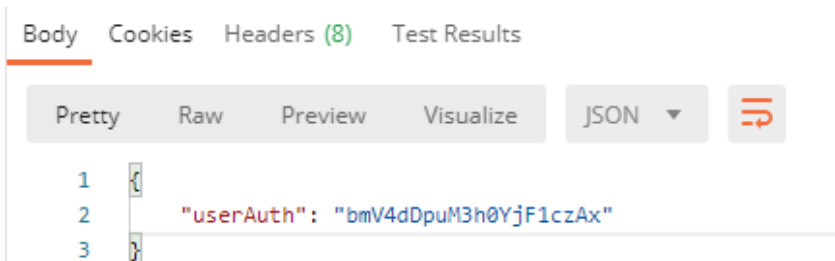 Body Cookies Headers (8) Test Results
Pretty Raw Preview Visualize JSON
1 {
2 "userAuth": "bmV4dDpuM3h0YjF1czAx"
3 }